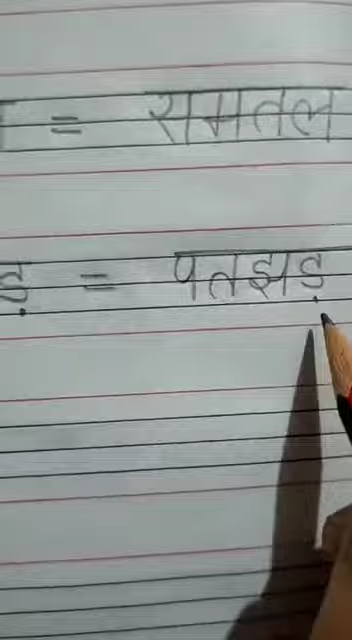 = समतल
ड़ = पतझड़